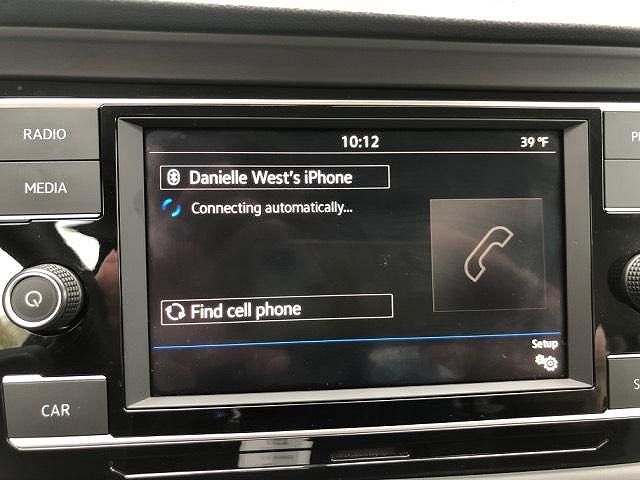 10:12
39 °F
RADIO
MEDIA
Danielle West's iPhone
Connecting automatically...
Find cell phone
Setup
CAR